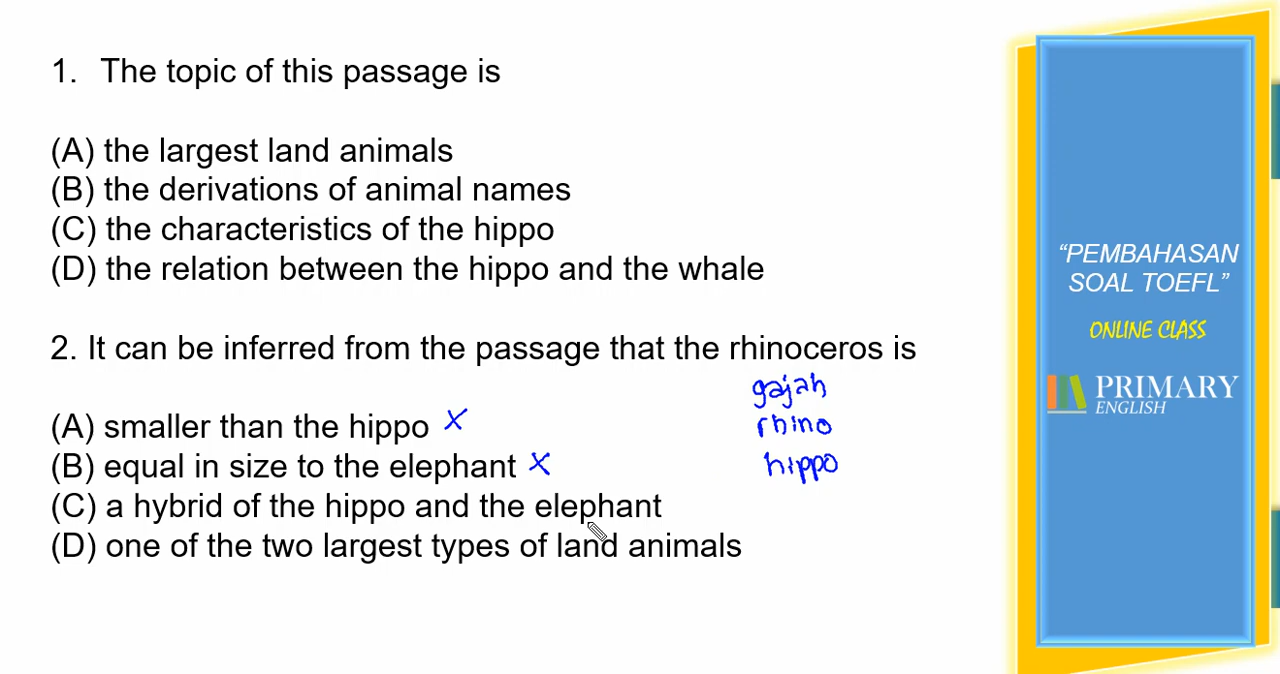 1. The topic of this passage is
(A) the largest land animals
(B) the derivations of animal names
(C) the characteristics of the hippo
(D) the relation between the hippo and the whale
2. It can be inferred from the passage that the rhinoceros is
(A) smaller than the hippo x
(B) equal in size to the elephant x
(C) a hybrid of the hippo and the elephant
(D) one of the two largest types of land animals
gajah
rhino
hippo
“PEMBAHASAN
SOAL TOEFL”
ONLINE CLASS
PRIMARY
ENGLISH